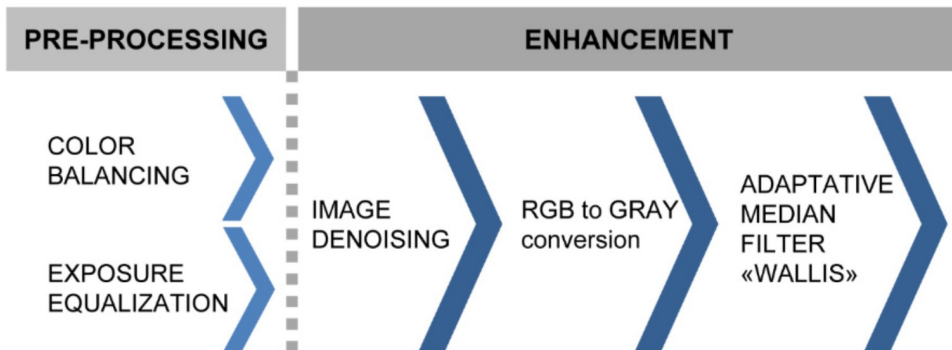 PRE-PROCESSING
ENHANCEMENT
COLOR
BALANCING
EXPOSURE
EQUALIZATION
IMAGE
DENOISING
RGB to GRAY
conversion
ADAPTATIVE
MEDIAN
FILTER
«WALLIS»